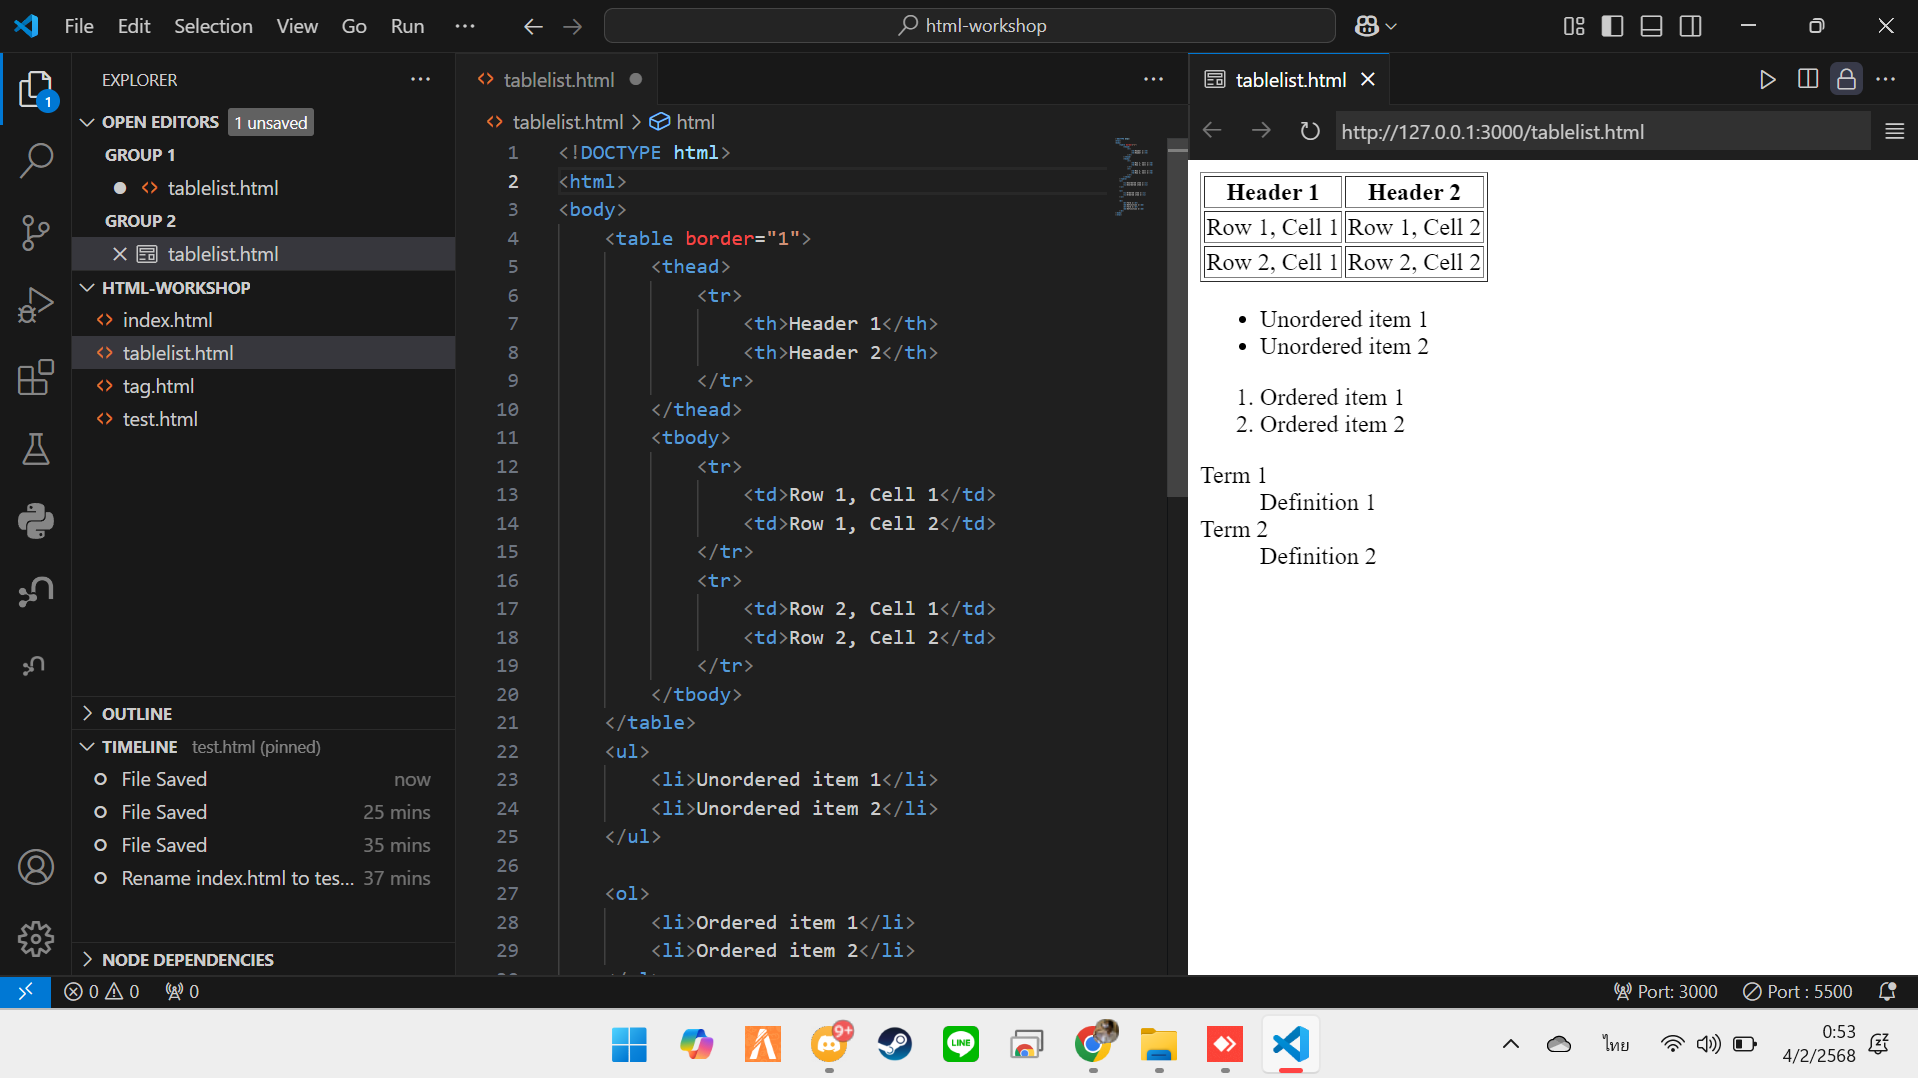 File Edit Selection View Go Run ···
html-workshop
EXPLORER
OPEN EDITORS 1 unsaved
GROUP 1
tablelist.html
GROUP 2
tablelist.html
HTML-WORKSHOP
index.html
tablelist.html
tag.html
test.html
OUTLINE
TIMELINE test.html (pinned)
File Saved now
File Saved 25 mins
File Saved 35 mins
Rename index.html to tes... 37 mins
NODE DEPENDENCIES
1
tablelist.html
tablelist.html > html
1 <!DOCTYPE html>
2 <html>
3 <body>
4 <table border="1">
5 <thead>
6 <tr>
7 <th>Header 1</th>
8 <th>Header 2</th>
9 </tr>
10 </thead>
11 <tbody>
12 <tr>
13 <td>Row 1, Cell 1</td>
14 <td>Row 1, Cell 2</td>
15 </tr>
16 <tr>
17 <td>Row 2, Cell 1</td>
18 <td>Row 2, Cell 2</td>
19 </tr>
20 </tbody>
21 </table>
22 <ul>
23 <li>Unordered item 1</li>
24 <li>Unordered item 2</li>
25 </ul>
26
27 <ol>
28 <li>Ordered item 1</li>
29 <li>Ordered item 2</li>
tablelist.html
http://127.0.0.1:3000/tablelist.html
Header 1 Header 2
Row 1, Cell 1 Row 1, Cell 2
Row 2, Cell 1 Row 2, Cell 2
• Unordered item 1
• Unordered item 2
1. Ordered item 1
2. Ordered item 2
Term 1
Definition 1
Term 2
Definition 2
0 0 0
Port: 3000 Port : 5500
9+
LINE
ไทย
0:53
4/2/2568